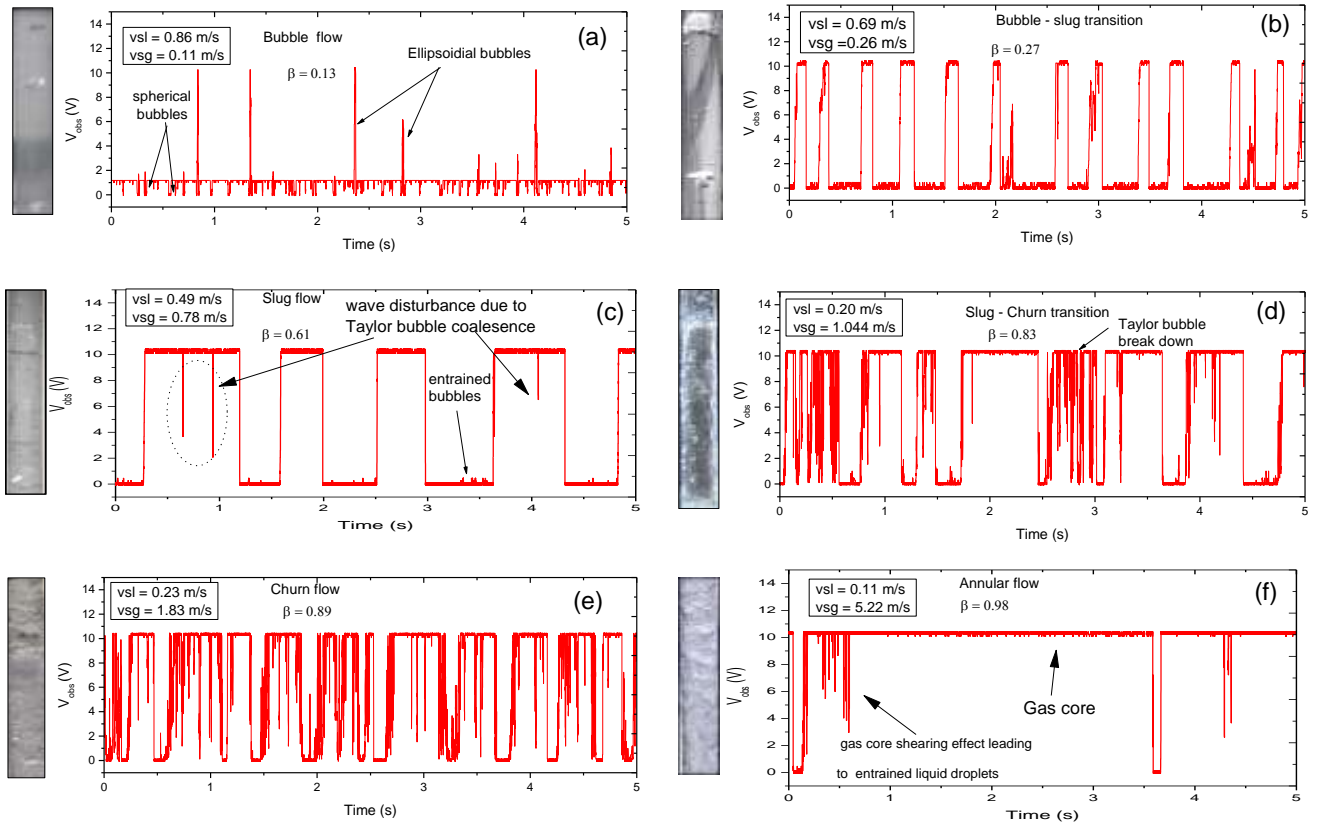 vsl = 0.86 m/s
vsg = 0.11 m/s
Bubble flow
(a)
β = 0.13
Ellipsoidial bubbles
spherical
bubbles
V_obs (V)
14
12
10
8
6
4
2
0
0 1 2 3 4 5
Time (s)
vsl = 0.69 m/s
vsg =0.26 m/s
Bubble - slug transition
(b)
β = 0.27
V_obs (V)
14
12
10
8
6
4
2
0
0 1 2 3 4 5
Time (s)
vsl = 0.49 m/s
vsg = 0.78 m/s
Slug flow
β = 0.61
wave disturbance due to
Taylor bubble coalesence
(c)
entrained
bubbles
V_obs (V)
14
12
10
8
6
4
2
0
0 1 2 3 4 5
Time (s)
vsl = 0.20 m/s
vsg = 1.044 m/s
Slug - Churn transition
(d)
β = 0.83
Taylor bubble
break down
V_obs (V)
14
12
10
8
6
4
2
0
0 1 2 3 4 5
Time (s)
vsl = 0.23 m/s
vsg = 1.83 m/s
Churn flow
β = 0.89
(e)
V_obs (V)
14
12
10
8
6
4
2
0
0 1 2 3 4 5
Time (s)
vsl = 0.11 m/s
vsg = 5.22 m/s
Annular flow
β = 0.98
(f)
Gas core
gas core shearing effect leading
to entrained liquid droplets
V_obs (V)
14
12
10
8
6
4
2
0
0 1 2 3 4 5
Time (s)